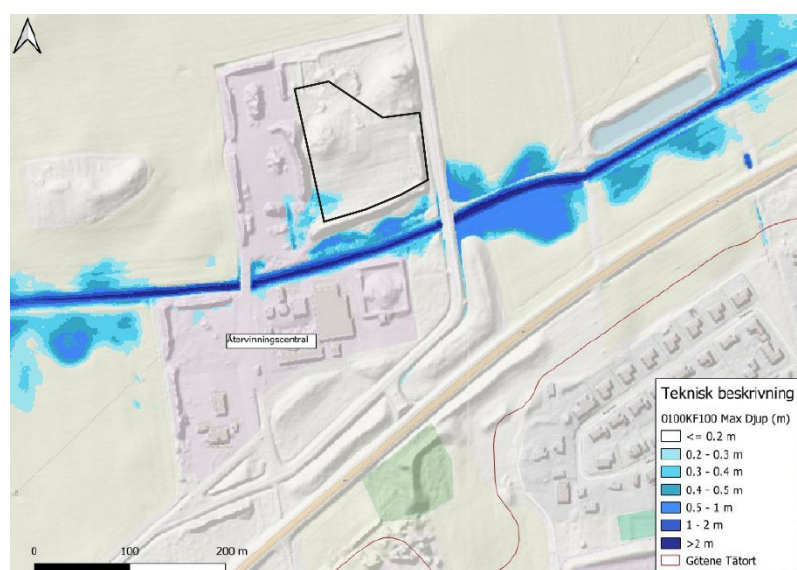 Återvinningscentral
Teknisk beskrivning
0100KF100 Max Djup (m)
<= 0.2 m
0.2 - 0.3 m
0.3 - 0.4 m
0.4 - 0.5 m
0.5 - 1 m
1 - 2 m
>2 m
Götene Tätort
0 100 200 m